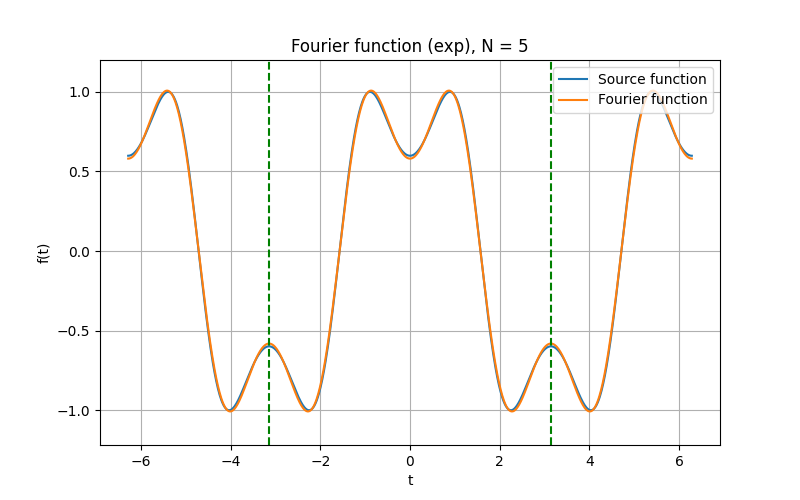 Fourier function (exp), N = 5
Source function
Fourier function
1.0
0.5
0.0
−0.5
−1.0
f(t)
−6 −4 −2 0 2 4 6
t